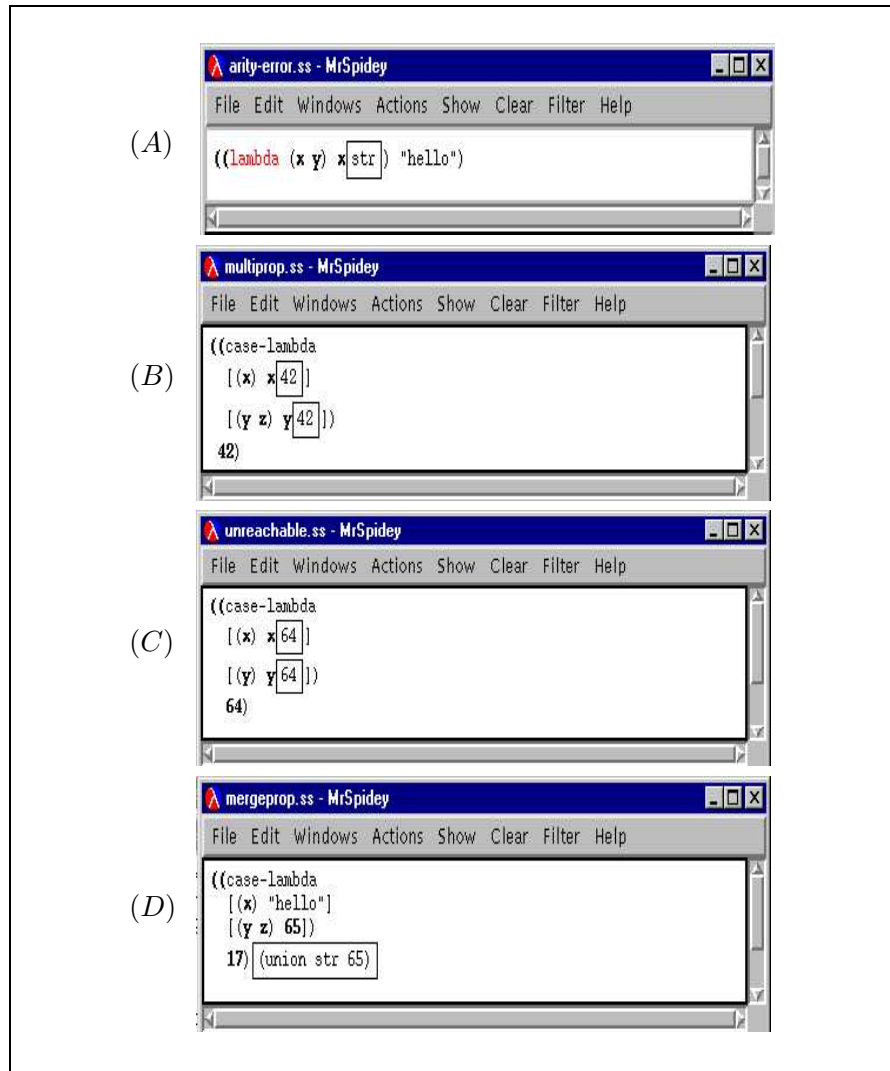 arity-error.ss - MrSpidey
File Edit Windows Actions Show Clear Filter Help
(A)
((lambda (x y) x str ) "hello")
multiprop.ss - MrSpidey
File Edit Windows Actions Show Clear Filter Help
(B)
((case-lambda
[(x) x 42 ]
[(y z) y 42 ])
42)
unreachable.ss - MrSpidey
File Edit Windows Actions Show Clear Filter Help
(C)
((case-lambda
[(x) x 64 ]
[(y) y 64 ])
64)
mergeprop.ss - MrSpidey
File Edit Windows Actions Show Clear Filter Help
(D)
((case-lambda
[(x) "hello"]
[(y z) 65])
17) (union str 65)